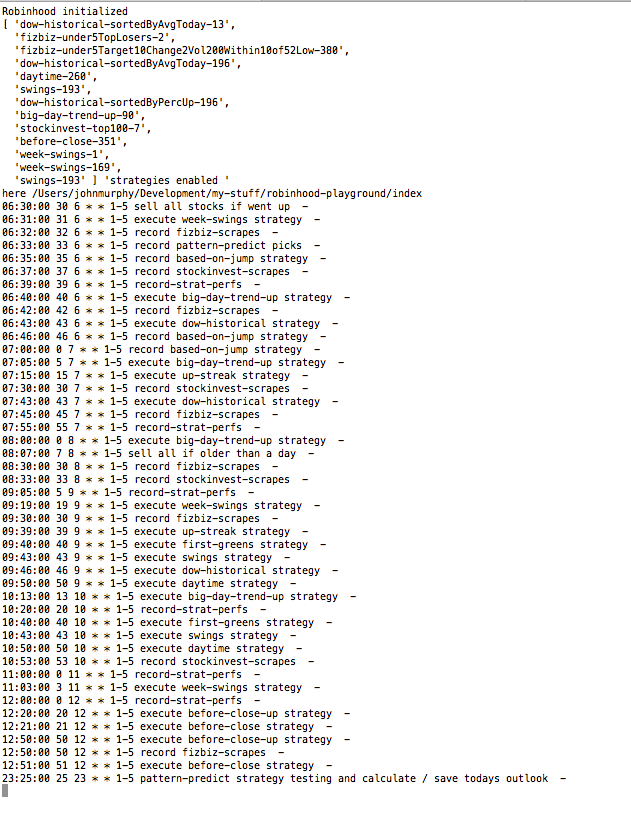 Robinhood initialized
[ 'dow-historical-sortedByAvgToday-13',
'fizbiz-under5TopLosers-2',
'fizbiz-under5Target10Change2Vol200Within10of52Low-380',
'dow-historical-sortedByAvgToday-196',
'daytime-260',
'swings-193',
'dow-historical-sortedByPercUp-196',
'big-day-trend-up-90',
'stockinvest-top100-7',
'before-close-351',
'week-swings-1',
'week-swings-169',
'swings-193' ] 'strategies enabled '
here /Users/johnmurphy/Development/my-stuff/robinhood-playground/index
06:30:00 30 6 * * 1-5 sell all stocks if went up  -
06:31:00 31 6 * * 1-5 execute week-swings strategy  -
06:32:00 32 6 * * 1-5 record fizbiz-scrapes  -
06:33:00 33 6 * * 1-5 record pattern-predict picks  -
06:35:00 35 6 * * 1-5 record based-on-jump strategy  -
06:37:00 37 6 * * 1-5 record stockinvest-scrapes  -
06:39:00 39 6 * * 1-5 record-strat-perfs  -
06:40:00 40 6 * * 1-5 execute big-day-trend-up strategy  -
06:42:00 42 6 * * 1-5 record fizbiz-scrapes  -
06:43:00 43 6 * * 1-5 execute dow-historical strategy  -
06:46:00 46 6 * * 1-5 record based-on-jump strategy  -
07:00:00 0 7 * * 1-5 record based-on-jump strategy  -
07:05:00 5 7 * * 1-5 execute big-day-trend-up strategy  -
07:15:00 15 7 * * 1-5 execute up-streak strategy  -
07:30:00 30 7 * * 1-5 record stockinvest-scrapes  -
07:43:00 43 7 * * 1-5 execute dow-historical strategy  -
07:45:00 45 7 * * 1-5 record fizbiz-scrapes  -
07:55:00 55 7 * * 1-5 record-strat-perfs  -
08:00:00 0 8 * * 1-5 execute big-day-trend-up strategy  -
08:07:00 7 8 * * 1-5 sell all if older than a day  -
08:30:00 30 8 * * 1-5 record fizbiz-scrapes  -
08:33:00 33 8 * * 1-5 record stockinvest-scrapes  -
09:05:00 5 9 * * 1-5 record-strat-perfs  -
09:19:00 19 9 * * 1-5 execute week-swings strategy  -
09:30:00 30 9 * * 1-5 record fizbiz-scrapes  -
09:39:00 39 9 * * 1-5 execute up-streak strategy  -
09:40:00 40 9 * * 1-5 execute first-greens strategy  -
09:43:00 43 9 * * 1-5 execute swings strategy  -
09:46:00 46 9 * * 1-5 execute dow-historical strategy  -
09:50:00 50 9 * * 1-5 execute daytime strategy  -
10:13:00 13 10 * * 1-5 execute big-day-trend-up strategy  -
10:20:00 20 10 * * 1-5 record-strat-perfs  -
10:40:00 40 10 * * 1-5 execute first-greens strategy  -
10:43:00 43 10 * * 1-5 execute swings strategy  -
10:50:00 50 10 * * 1-5 execute daytime strategy  -
10:53:00 53 10 * * 1-5 record stockinvest-scrapes  -
11:00:00 0 11 * * 1-5 record-strat-perfs  -
11:03:00 3 11 * * 1-5 execute week-swings strategy  -
12:00:00 0 12 * * 1-5 record-strat-perfs  -
12:20:00 20 12 * * 1-5 execute before-close-up strategy  -
12:21:00 21 12 * * 1-5 execute before-close strategy  -
12:50:00 50 12 * * 1-5 execute before-close-up strategy  -
12:50:00 50 12 * * 1-5 record fizbiz-scrapes  -
12:51:00 51 12 * * 1-5 execute before-close strategy  -
23:25:00 25 23 * * 1-5 pattern-predict strategy testing and calculate / save todays outlook  -